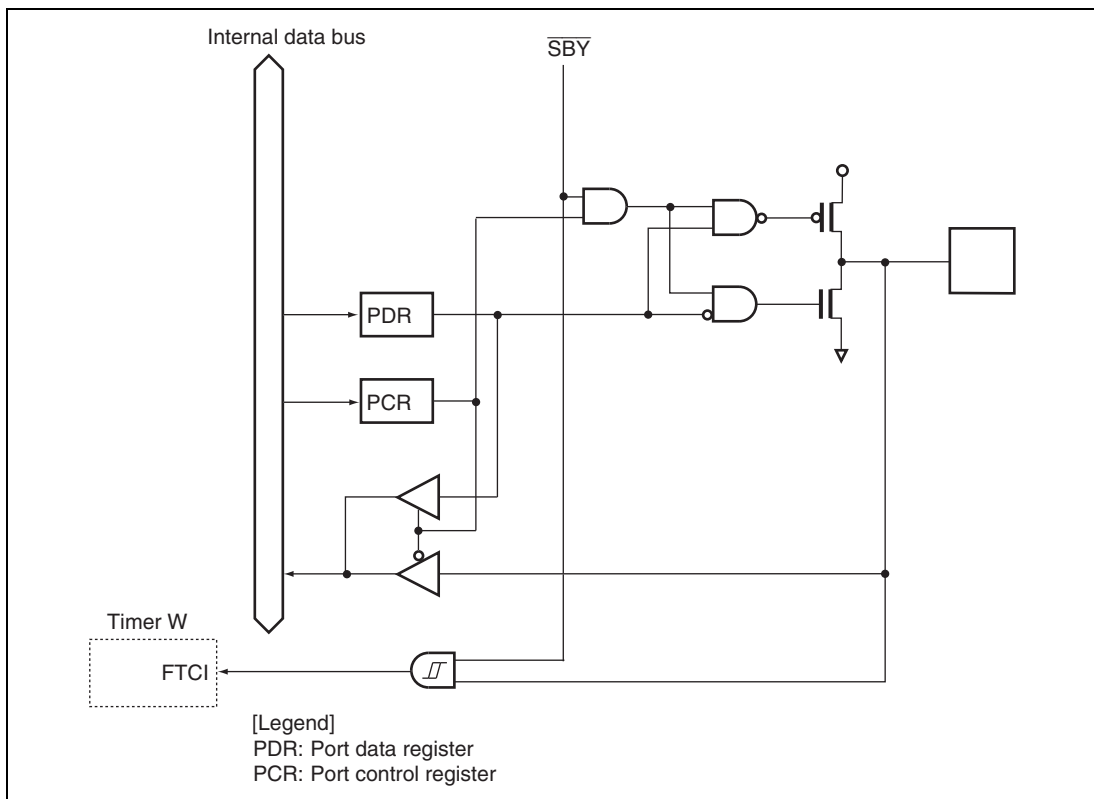 Internal data bus
SBY
PDR
PCR
Timer W
FTCI
[Legend]
PDR: Port data register
PCR: Port control register